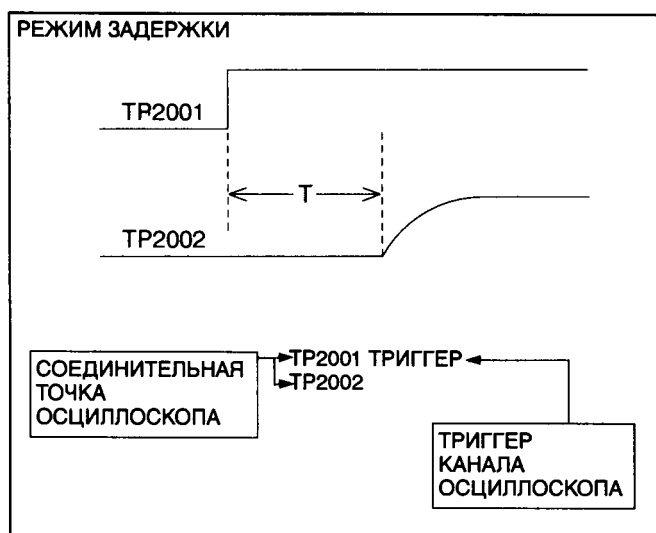 РЕЖИМ ЗАДЕРЖКИ
TP2001
T
TP2002
СОЕДИНИТЕЛЬНАЯ
ТОЧКА
ОСЦИЛЛОСКОПА
TP2001 ТРИГГЕР
TP2002
ТРИГГЕР
КАНАЛА
ОСЦИЛЛОСКОПА